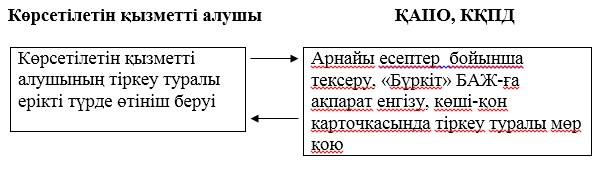 Көрсетілетін қызметті алушы ҚАПО, КҚПД
Көрсетілетін қызметті
алушының тіркеу туралы
ерікті түрде өтініш беруі
Арнайы есептер бойынша
тексеру, «Бүркіт» БАЖ-ға
ақпарат енгізу, көші-қон
карточкасында тіркеу туралы мөр
қою